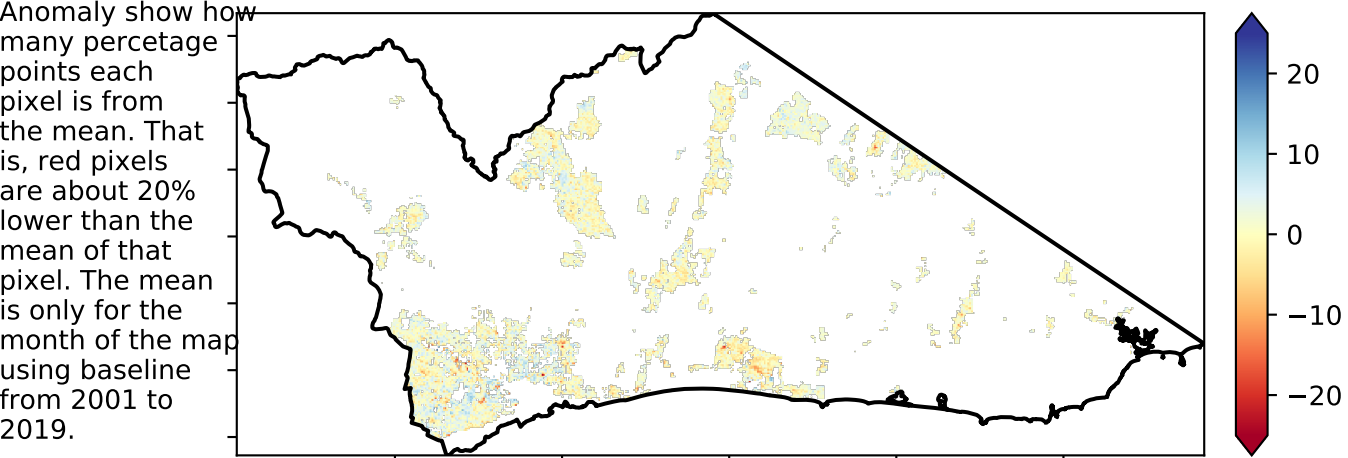 Anomaly show how
many percetage
points each
pixel is from
the mean. That
is, red pixels
are about 20%
lower than the
mean of that
pixel. The mean
is only for the
month of the map
using baseline
from 2001 to
2019.
20
10
0
−10
−20